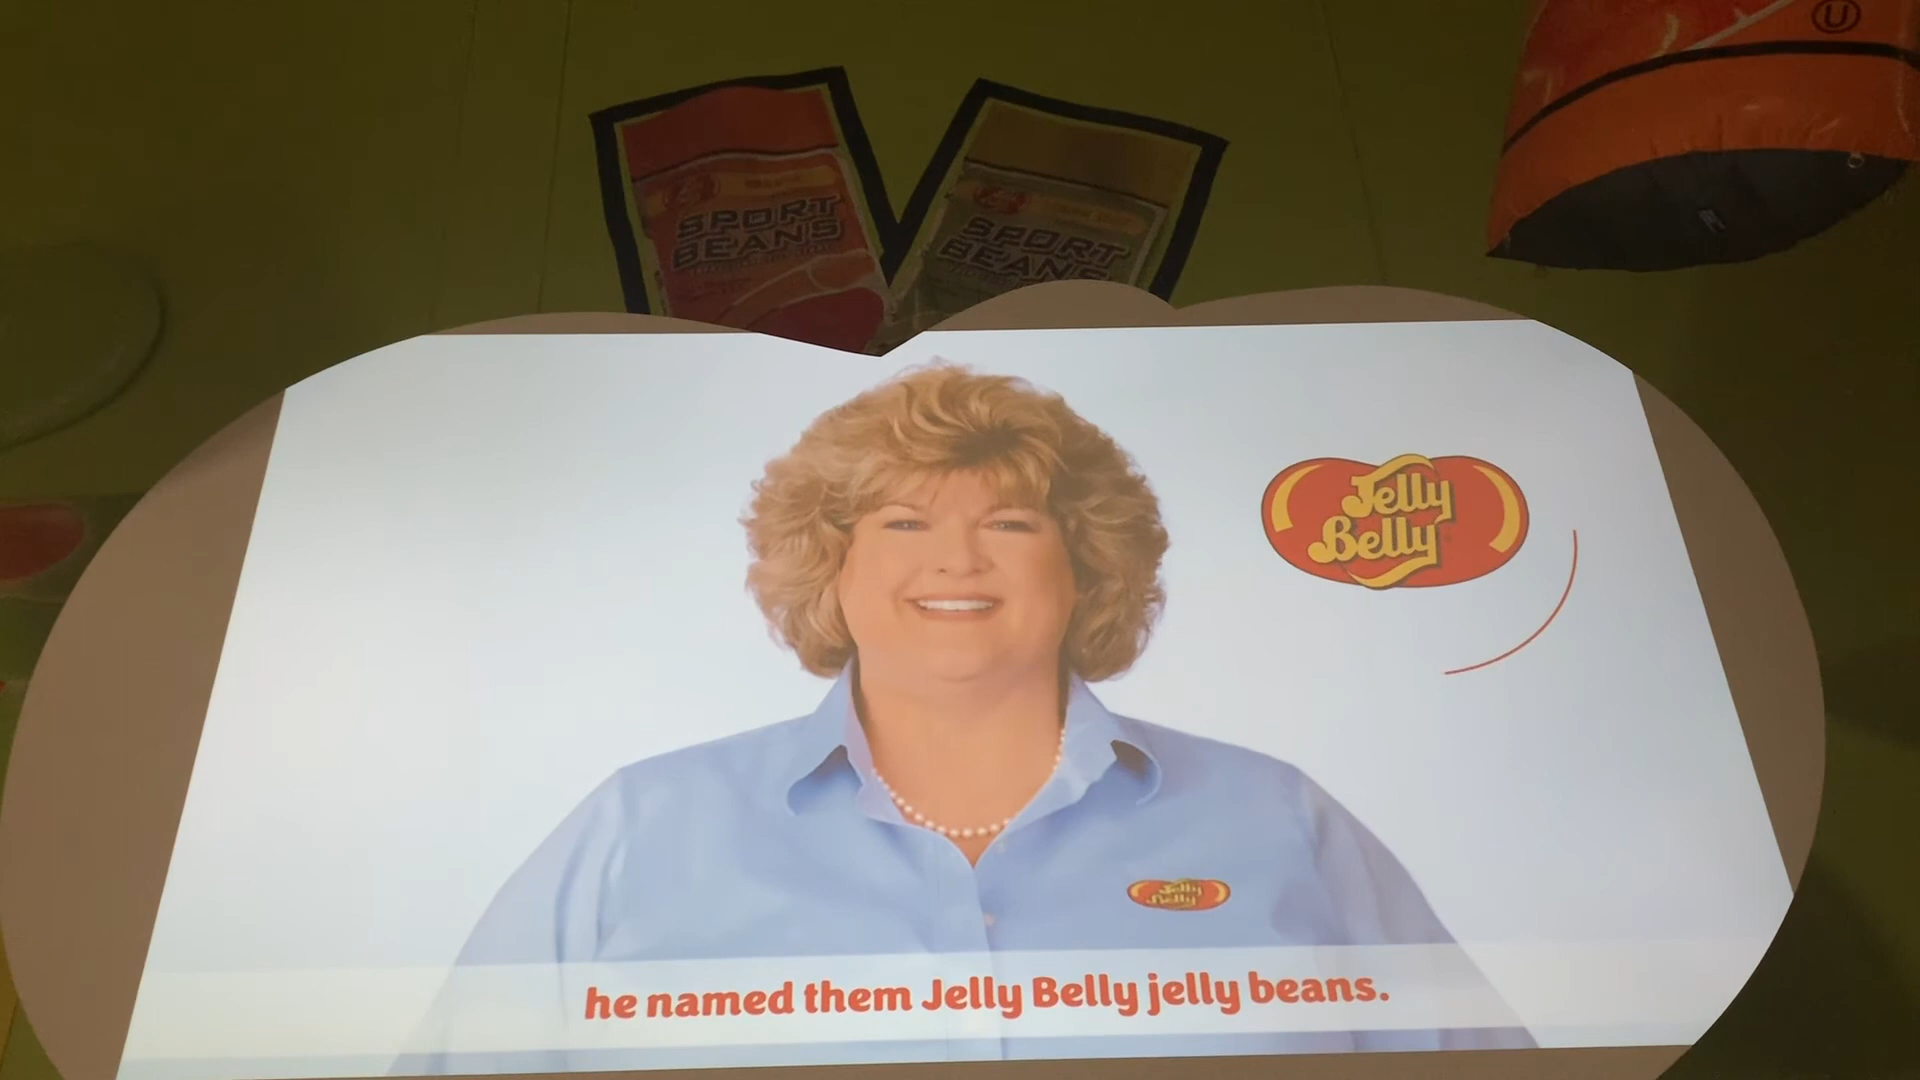 U
SPORT
BEANS
SPORT
BEANS
Jelly
Belly
Jelly
Belly
he named them Jelly Belly jelly beans.